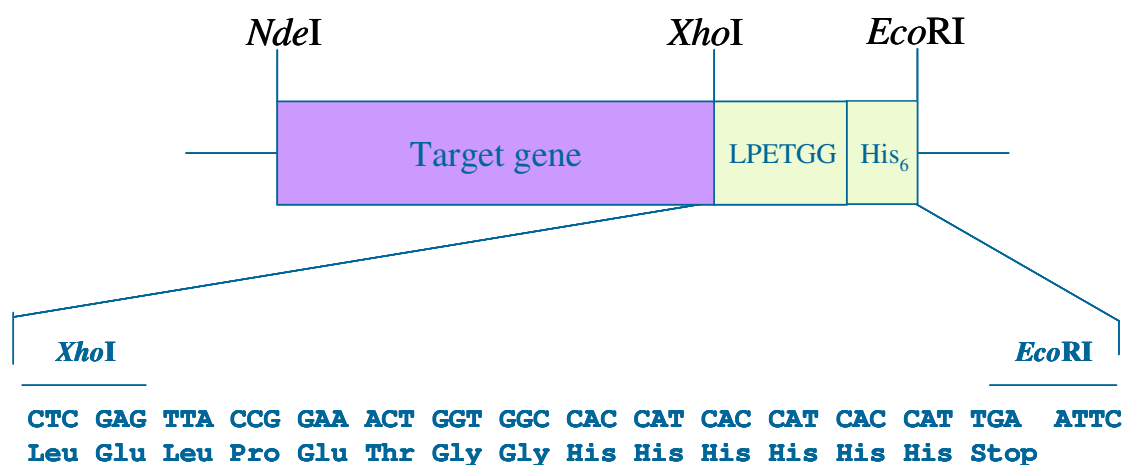 NdeI XhoI EcoRI
Target gene LPETGG His₆
XhoI EcoRI
CTC GAG TTA CCG GAA ACT GGT GGC CAC CAT CAC CAT CAC CAT TGA ATTC
Leu Glu Leu Pro Glu Thr Gly Gly His His His His His His Stop